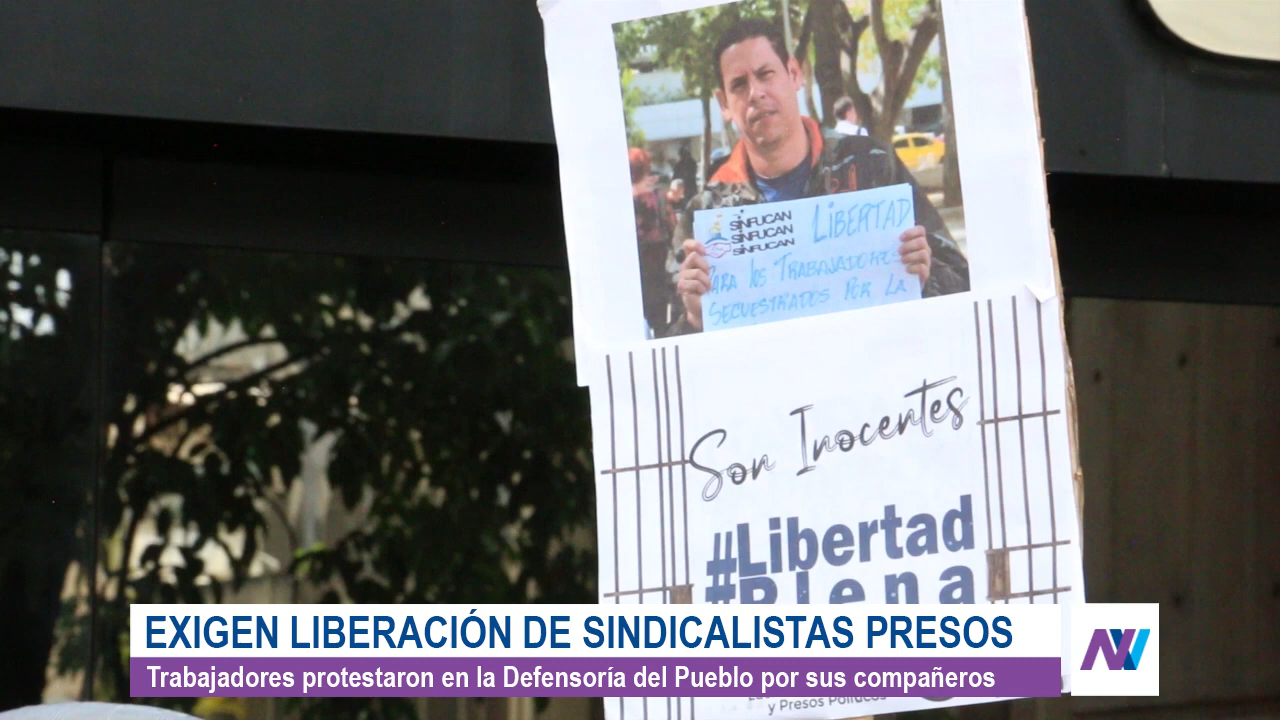 SINFUCAN
SINFUCAN
SINFUCAN
LIBERTAD
PARA los TRABAJADORES
SECUESTRADOS POR LA
Son Inocentes
#Libertad
#Plena
EXIGEN LIBERACIÓN DE SINDICALISTAS PRESOS
Trabajadores protestaron en la Defensoría del Pueblo por sus compañeros
y Presos Políticos